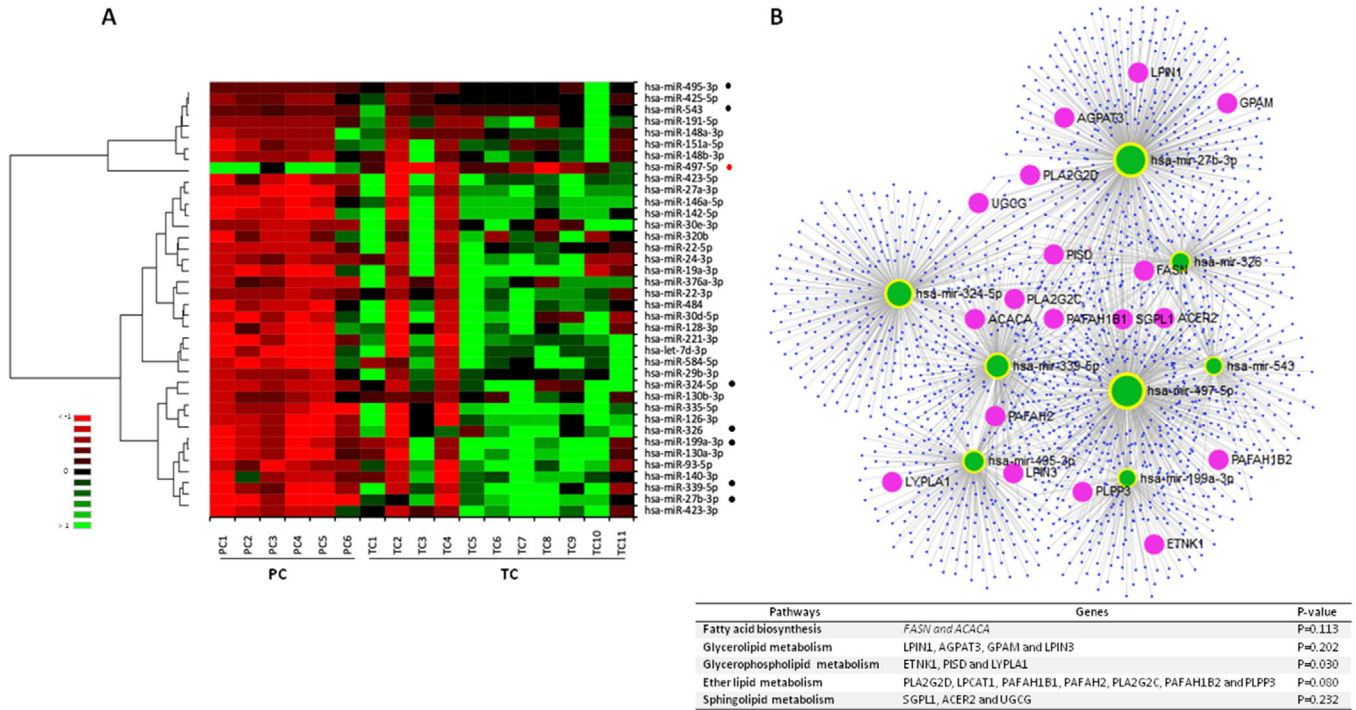 A
hsa-miR-495-3p
hsa-miR-425-5p
hsa-miR-543
hsa-miR-191-5p
hsa-miR-148a-3p
hsa-miR-151a-5p
hsa-miR-148b-3p
hsa-miR-497-5p
hsa-miR-423-5p
hsa-miR-27a-3p
hsa-miR-146a-5p
hsa-miR-142-5p
hsa-miR-30e-3p
hsa-miR-320b
hsa-miR-22-5p
hsa-miR-24-3p
hsa-miR-19a-3p
hsa-miR-376a-3p
hsa-miR-22-3p
hsa-miR-484
hsa-miR-30d-5p
hsa-miR-128-3p
hsa-miR-221-3p
hsa-let-7d-3p
hsa-miR-584-5p
hsa-miR-29b-3p
hsa-miR-324-5p
hsa-miR-130b-3p
hsa-miR-335-5p
hsa-miR-126-3p
hsa-miR-326
hsa-miR-199a-3p
hsa-miR-130a-3p
hsa-miR-93-5p
hsa-miR-140-3p
hsa-miR-339-5p
hsa-miR-27b-3p
hsa-miR-423-3p
< -1
0
> 1
PC1 PC2 PC3 PC4 PC5 PC6 TC1 TC2 TC3 TC4 TC5 TC6 TC7 TC8 TC9 TC10 TC11
PC TC
B
LPIN1
GPAM
AGPAT3
hsa-mir-27b-3p
PLA2G2D
UGCG
PISD
hsa-mir-326
FASN
hsa-mir-324-5p
PLA2G2C
ACACA PAFAH1B1 SGPL1 ACER2
hsa-mir-339-5p hsa-mir-543
hsa-mir-497-5p
PAFAH2
hsa-mir-495-3p PAFAH1B2
LPIN3 hsa-mir-199a-3p
LYPLA1
PLPP3
ETNK1
Pathways Genes P-value
Fatty acid biosynthesis FASN and ACACA P=0.113
Glycerolipid metabolism LPIN1, AGPAT3, GPAM and LPIN3 P=0.202
Glycerophospholipid metabolism ETNK1, PISD and LYPLA1 P=0.030
Ether lipid metabolism PLA2G2D, LPCAT1, PAFAH1B1, PAFAH2, PLA2G2C, PAFAH1B2 and PLPP3 P=0.080
Sphingolipid metabolism SGPL1, ACER2 and UGCG P=0.232